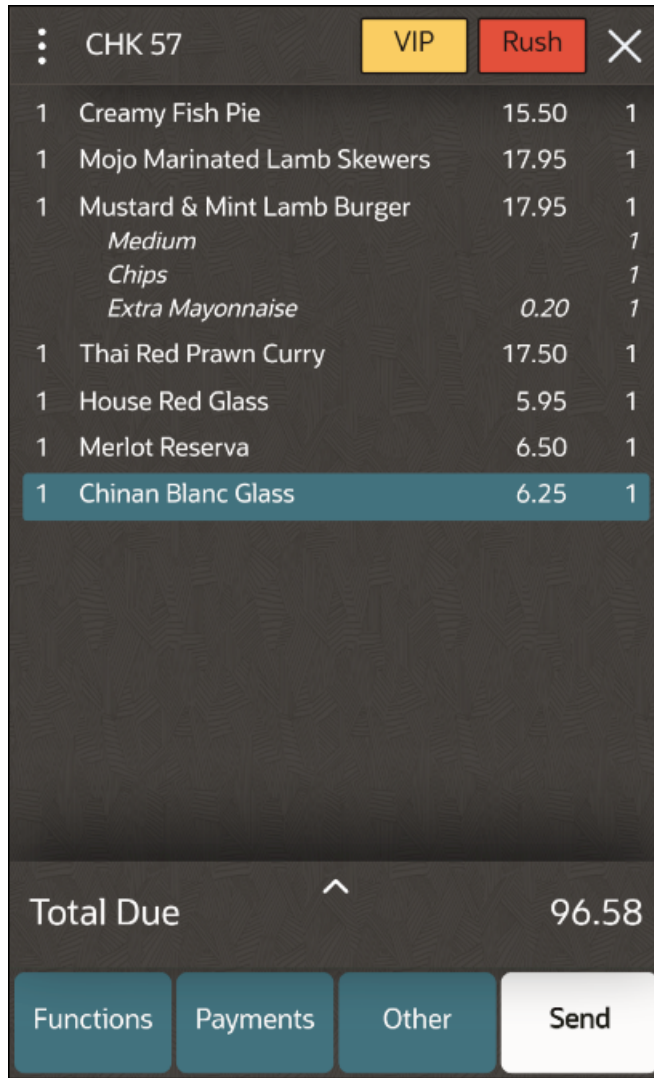 CHK 57 VIP Rush
1 Creamy Fish Pie 15.50 1
1 Mojo Marinated Lamb Skewers 17.95 1
1 Mustard & Mint Lamb Burger 17.95 1
Medium 1
Chips 1
Extra Mayonnaise 0.20 1
1 Thai Red Prawn Curry 17.50 1
1 House Red Glass 5.95 1
1 Merlot Reserva 6.50 1
1 Chinan Blanc Glass 6.25 1
Total Due 96.58
Functions Payments Other Send